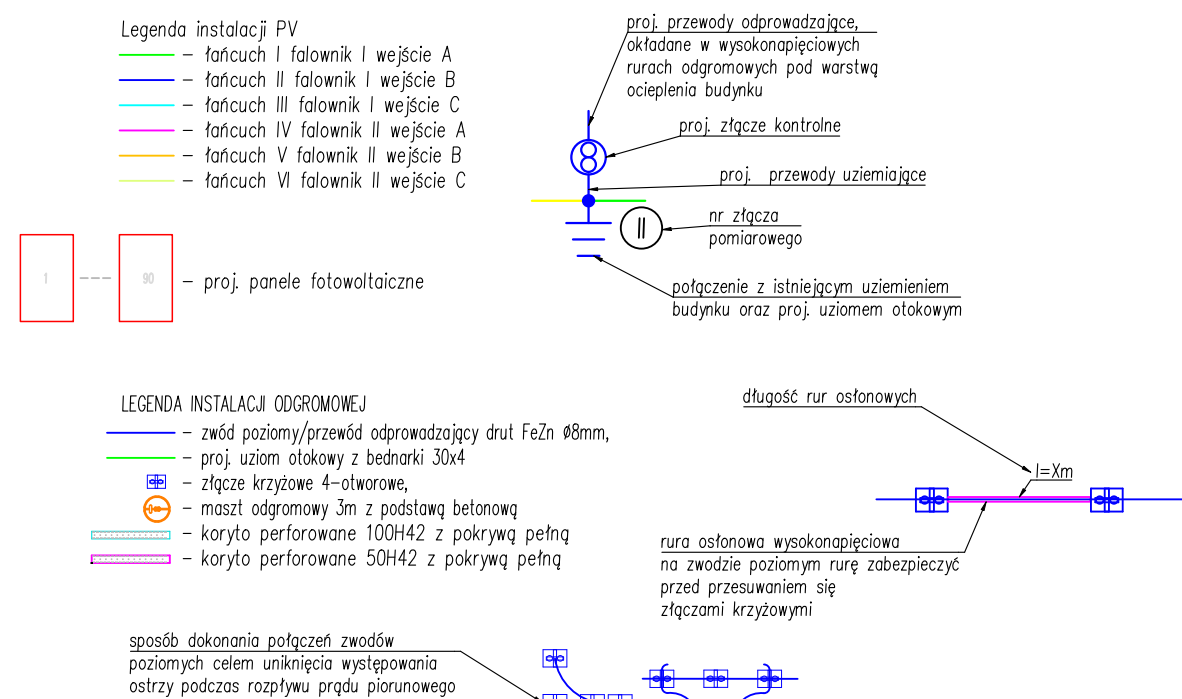 Legenda instalacji PV
– łańcuch I falownik I wejście A
– łańcuch II falownik I wejście B
– łańcuch III falownik I wejście C
– łańcuch IV falownik II wejście A
– łańcuch V falownik II wejście B
– łańcuch VI falownik II wejście C
1
90
– proj. panele fotowoltaiczne
proj. przewody odprowadzające,
okładane w wysokonapięciowych
rurach odgromowych pod warstwą
ocieplenia budynku
proj. złącze kontrolne
proj. przewody uziemiające
II
nr złącza
pomiarowego
połączenie z istniejącym uziemieniem
budynku oraz proj. uziomem otokowym
LEGENDA INSTALACJI ODGROMOWEJ
– zwód poziomy/przewód odprowadzający drut FeZn Ø8mm,
– proj. uziom otokowy z bednarki 30x4
– złącze krzyżowe 4–otworowe,
– maszt odgromowy 3m z podstawą betonową
– koryto perforowane 100H42 z pokrywą pełną
– koryto perforowane 50H42 z pokrywą pełną
długość rur osłonowych
l=Xm
rura osłonowa wysokonapięciowa
na zwodzie poziomym rurę zabezpieczyć
przed przesuwaniem się
złączami krzyżowymi
sposób dokonania połączeń zwodów
poziomych celem uniknięcia występowania
ostrzy podczas rozpływu prądu piorunowego